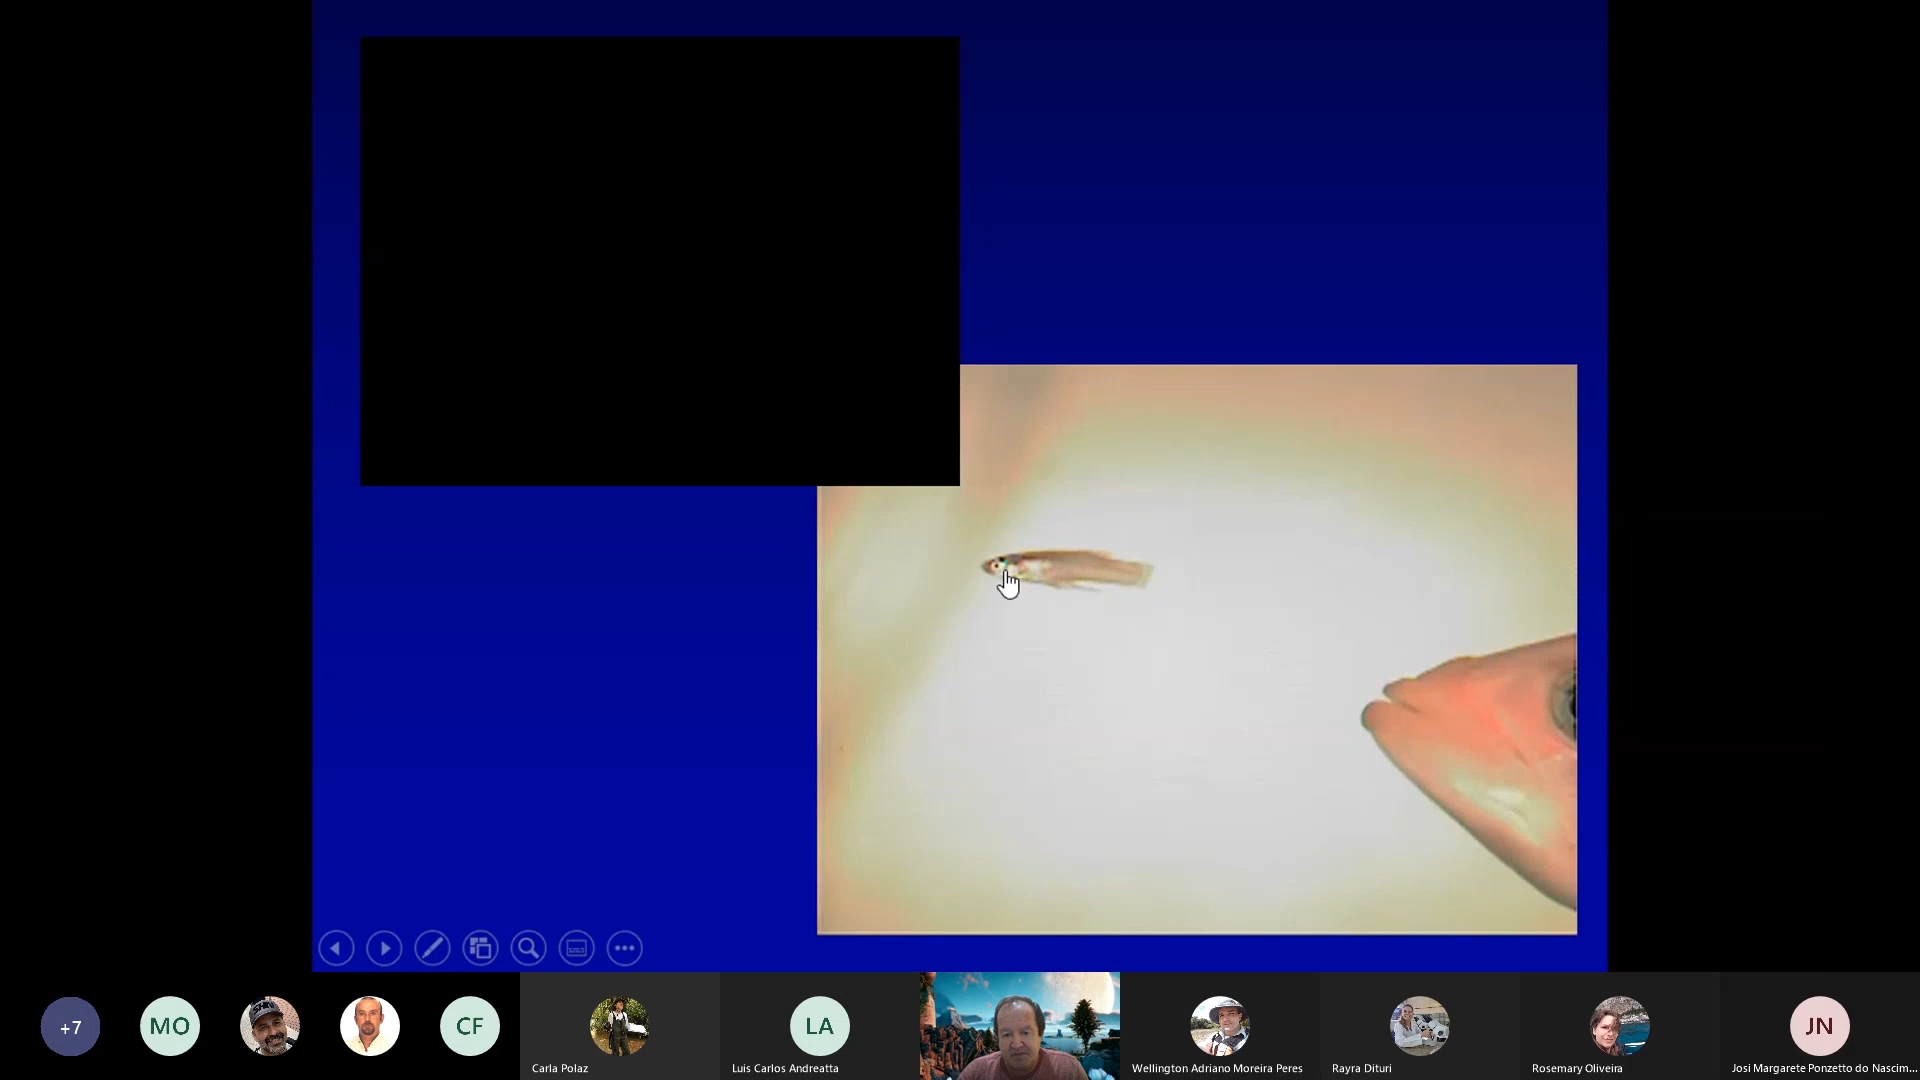 +7
MO
CF
Carla Polaz
LA
Luis Carlos Andreatta
Wellington Adriano Moreira Peres
Rayra Dituri
Rosemary Oliveira
JN
Josi Margarete Ponzetto do Nascim...